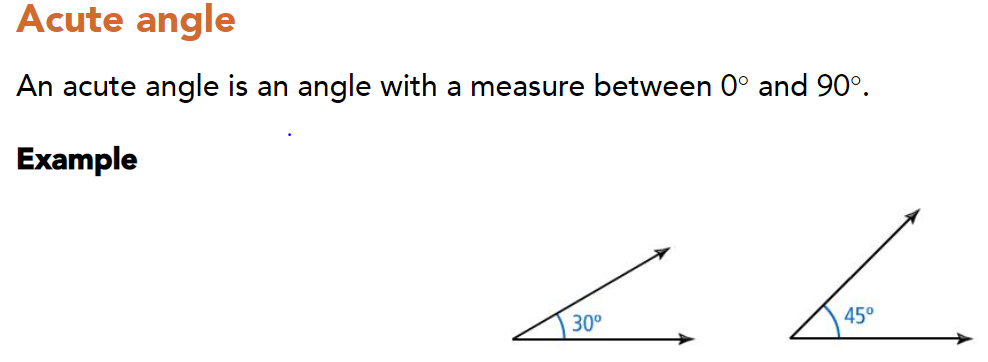 Acute angle
An acute angle is an angle with a measure between 0° and 90°.
Example
30°
45°